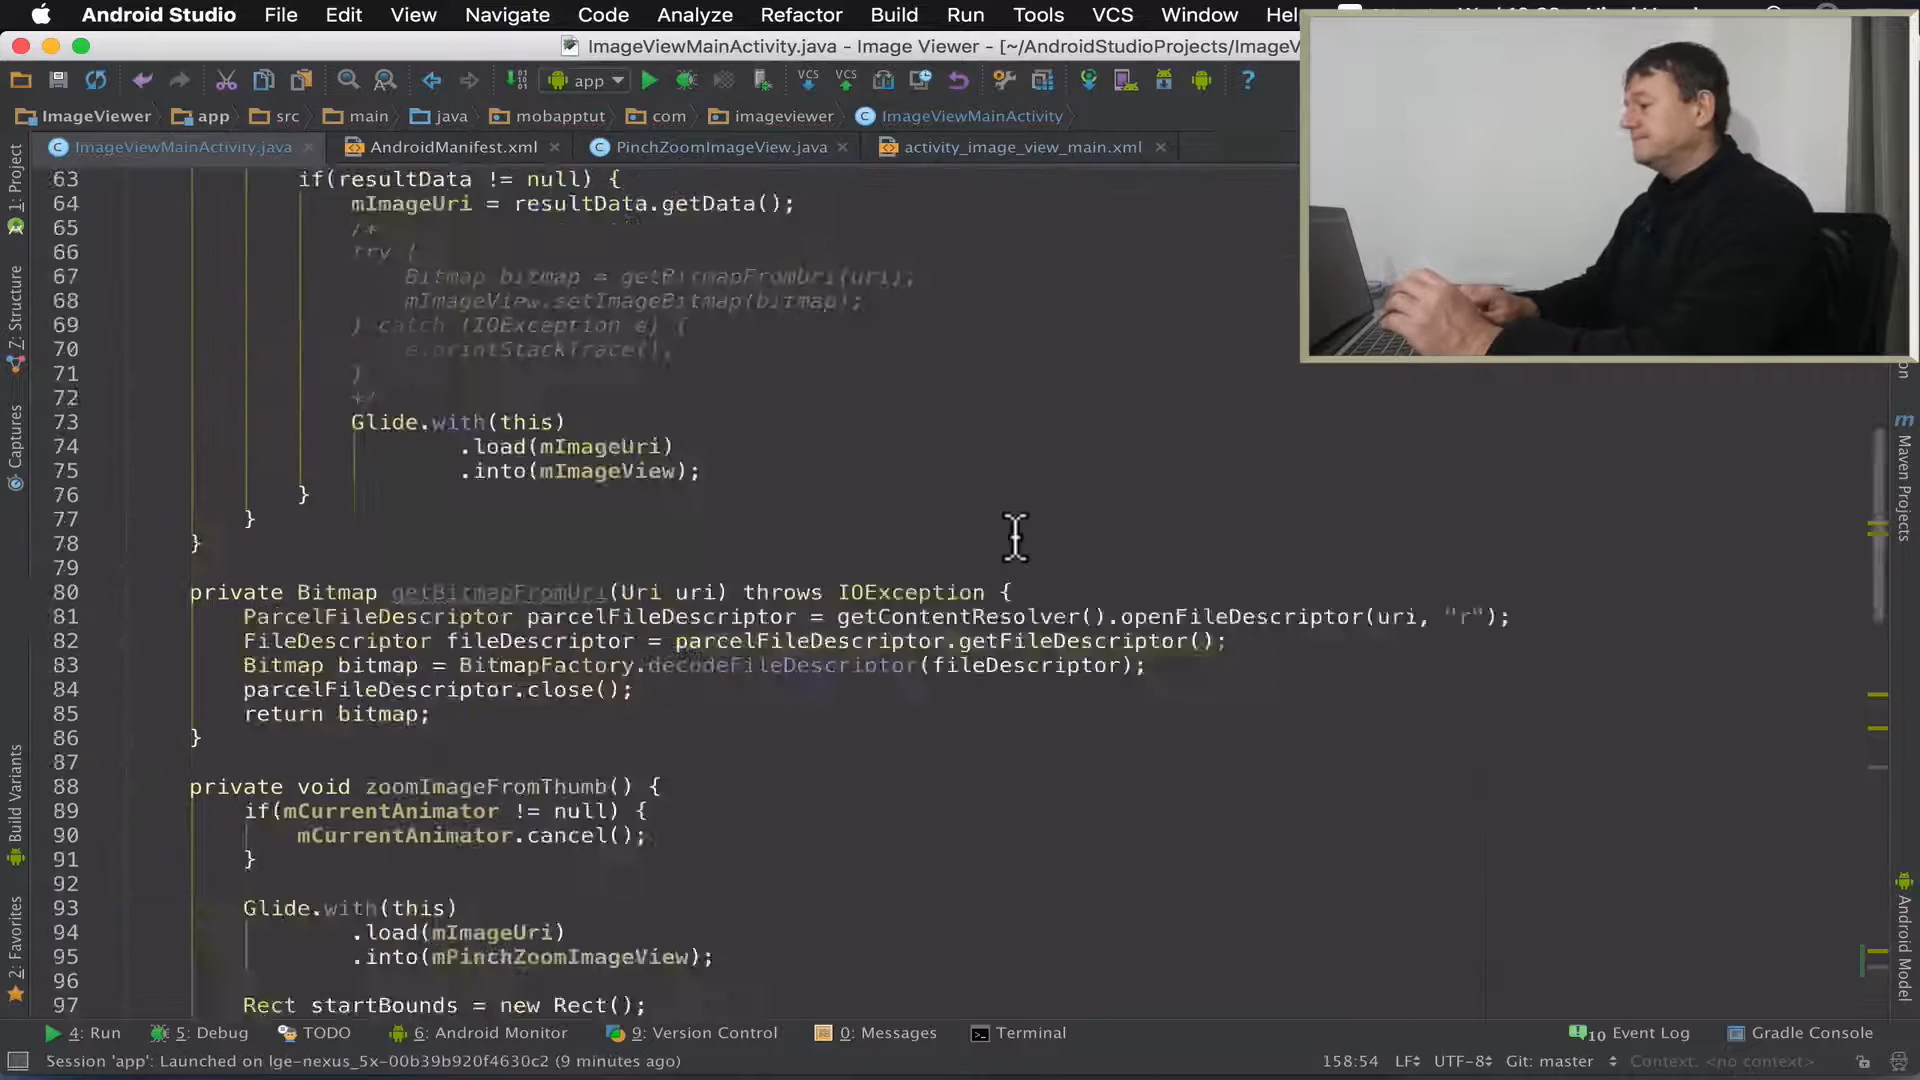 Android Studio File Edit View Navigate Code Analyze Refactor Build Run Tools VCS Window Hel
ImageViewMainActivity.java - Image Viewer - [~/AndroidStudioProjects/ImageV
app VCS VCS ?
ImageViewer app src main java mobapptut com imageviewer ImageViewMainActivity
ImageViewMainActivity.java AndroidManifest.xml PinchZoomImageView.java activity_image_view_main.xml
1: Project
7: Structure
Captures
Build Variants
2: Favorites
63 if(resultData != null) {
64 mImageUri = resultData.getData();
65 /*
66 try {
67 Bitmap bitmap = getBitmapFromUri(uri);
68 mImageView.setImageBitmap(bitmap);
69 } catch (IOException e) {
70 e.printStackTrace();
71 }
72 */
73 Glide.with(this)
74 .load(mImageUri)
75 .into(mImageView);
76 }
77 }
78 }
79
80 private Bitmap getBitmapFromUri(Uri uri) throws IOException {
81 ParcelFileDescriptor parcelFileDescriptor = getContentResolver().openFileDescriptor(uri, "r");
82 FileDescriptor fileDescriptor = parcelFileDescriptor.getFileDescriptor();
83 Bitmap bitmap = BitmapFactory.decodeFileDescriptor(fileDescriptor);
84 parcelFileDescriptor.close();
85 return bitmap;
86 }
87
88 private void zoomImageFromThumb() {
89 if(mCurrentAnimator != null) {
90 mCurrentAnimator.cancel();
91 }
92
93 Glide.with(this)
94 .load(mImageUri)
95 .into(mPinchZoomImageView);
96
97 Rect startBounds = new Rect();
Maven Projects
Android Model
4: Run 5: Debug TODO 6: Android Monitor 9: Version Control 0: Messages Terminal 10 Event Log Gradle Console
Session 'app': Launched on lge-nexus_5x-00b39b920f4630c2 (9 minutes ago) 158:54 LF UTF-8 Git: master Context, <no context>